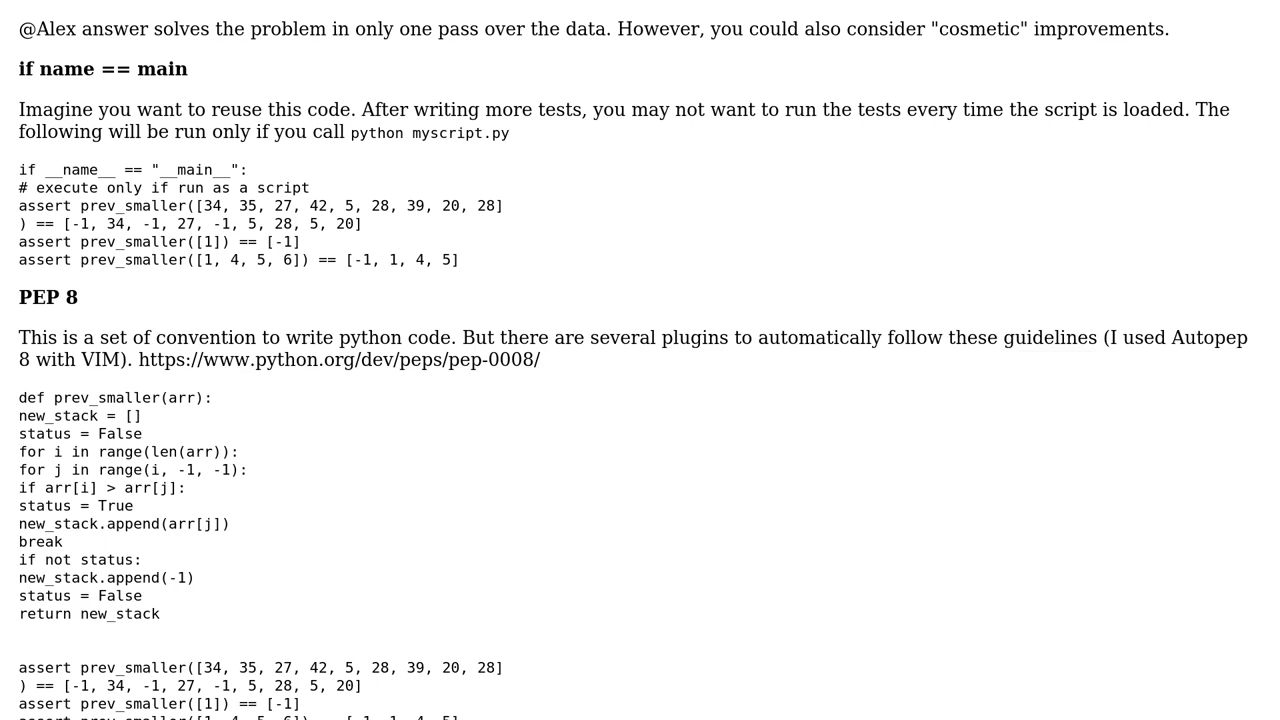 @Alex answer solves the problem in only one pass over the data. However, you could also consider "cosmetic" improvements.
if name == main
Imagine you want to reuse this code. After writing more tests, you may not want to run the tests every time the script is loaded. The
following will be run only if you call python myscript.py
if __name__ == "__main__":
# execute only if run as a script
assert prev_smaller([34, 35, 27, 42, 5, 28, 39, 20, 28]
) == [-1, 34, -1, 27, -1, 5, 28, 5, 20]
assert prev_smaller([1]) == [-1]
assert prev_smaller([1, 4, 5, 6]) == [-1, 1, 4, 5]
PEP 8
This is a set of convention to write python code. But there are several plugins to automatically follow these guidelines (I used Autopep
8 with VIM). https://www.python.org/dev/peps/pep-0008/
def prev_smaller(arr):
new_stack = []
status = False
for i in range(len(arr)):
for j in range(i, -1, -1):
if arr[i] > arr[j]:
status = True
new_stack.append(arr[j])
break
if not status:
new_stack.append(-1)
status = False
return new_stack
assert prev_smaller([34, 35, 27, 42, 5, 28, 39, 20, 28]
) == [-1, 34, -1, 27, -1, 5, 28, 5, 20]
assert prev_smaller([1]) == [-1]
assert prev_smaller([1, 4, 5, 6]) == [-1, 1, 4, 5]